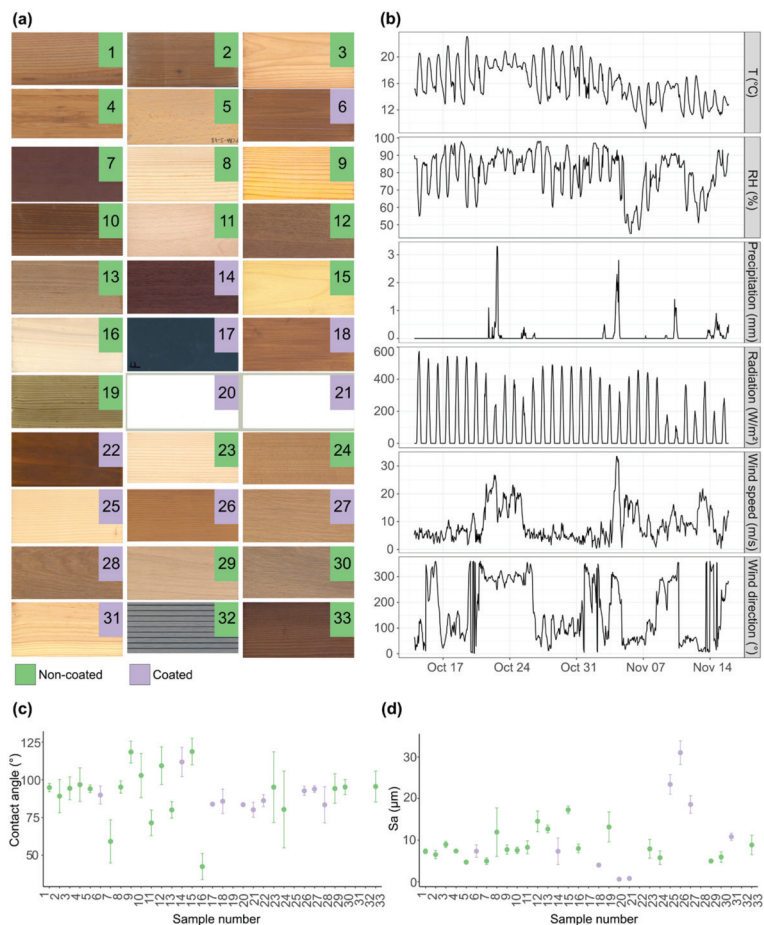 (a)
1 2 3
4 5 6
7 8 9
10 11 12
13 14 15
16 17 18
19 20 21
22 23 24
25 26 27
28 29 30
31 32 33
Non-coated Coated
(b)
20
16
12
T (°C)
100
90
80
70
60
50
RH (%)
3
2
1
0
Precipitation (mm)
600
400
200
0
Radiation (W/m²)
30
20
10
0
Wind speed (m/s)
300
200
100
0
Wind direction (°)
Oct 17 Oct 24 Oct 31 Nov 07 Nov 14
(c)
125
100
75
50
Contact angle (°)
1 2 3 4 5 6 7 8 9 10 11 12 13 14 15 16 17 18 19 20 21 22 23 24 25 26 27 28 29 30 31 32 33
Sample number
(d)
30
20
10
0
Sa (µm)
1 2 3 4 5 6 7 8 9 10 11 12 13 14 15 16 17 18 19 20 21 22 23 24 25 26 27 28 29 30 31 32 33
Sample number